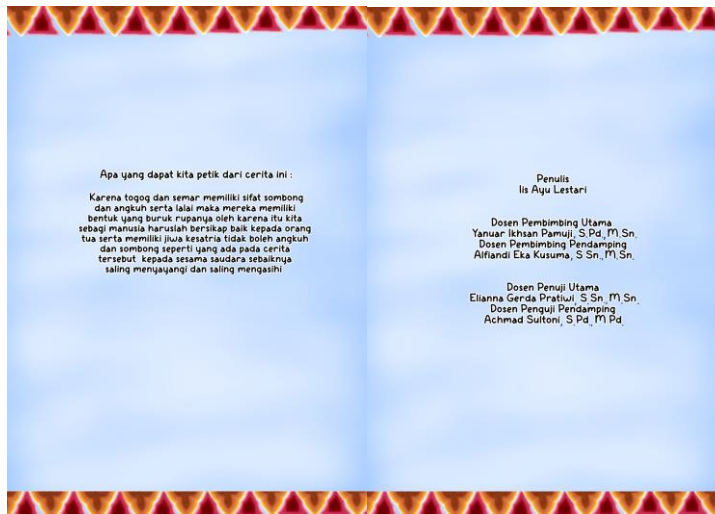 Apa yang dapat kita petik dari cerita ini :
Karena togog dan semar memiliki sifat sombong
dan angkuh serta lalai maka mereka memiliki
bentuk yang buruk rupanya oleh karena itu kita
sebagi manusia haruslah bersikap baik kepada orang
tua serta memiliki jiwa kesatria tidak boleh angkuh
dan sombong seperti yang ada pada cerita
tersebut kepada sesama saudara sebaiknya
saling menyayangi dan saling mengasihi
Penulis
Iis Ayu Lestari
Dosen Pembimbing Utama
Yanuar Ikhsan Pamuji, S.Pd., M.Sn.
Dosen Pembimbing Pendamping
Alfiandi Eka Kusuma, S.Sn., M.Sn.
Dosen Penuji Utama
Elianna Gerda Pratiwi, S.Sn., M.Sn.
Dosen Penguji Pendamping
Achmad Sultoni, S.Pd., M.Pd.